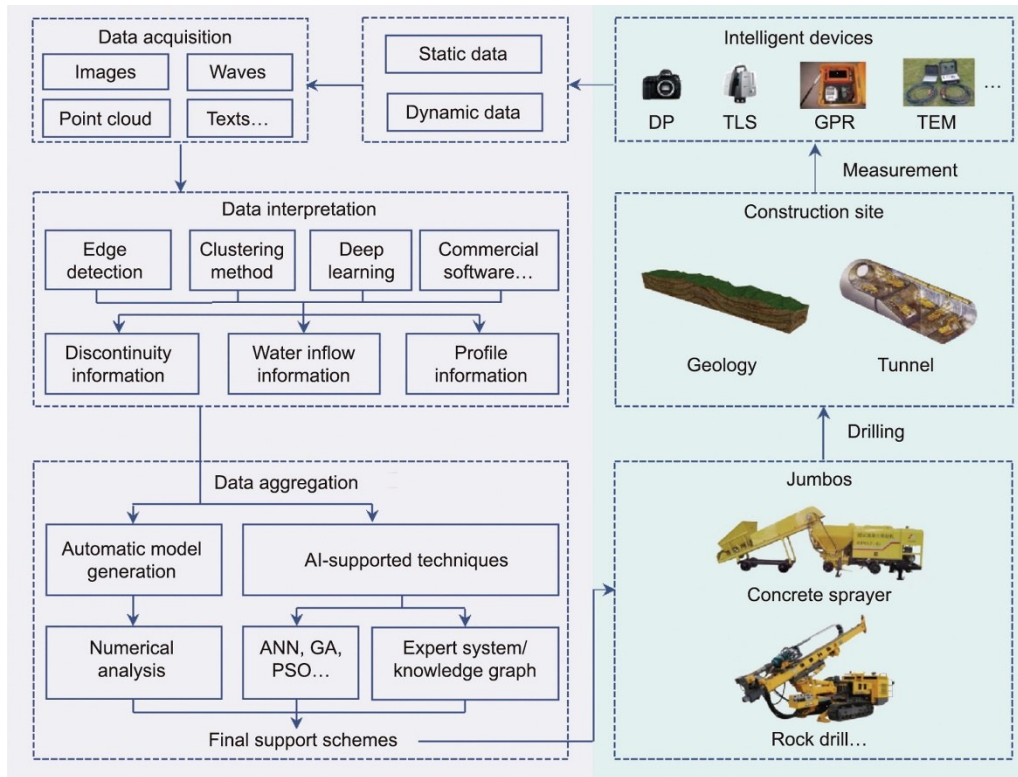 Data acquisition
Images
Waves
Point cloud
Texts...
Static data
Dynamic data
Intelligent devices
DP
TLS
GPR
TEM
...
Measurement
Data interpretation
Edge
detection
Clustering
method
Deep
learning
Commercial
software...
Discontinuity
information
Water inflow
information
Profile
information
Construction site
Geology
Tunnel
Drilling
Data aggregation
Automatic model
generation
AI-supported techniques
Numerical
analysis
ANN, GA,
PSO...
Expert system/
knowledge graph
Final support schemes
Jumbos
Concrete sprayer
Rock drill...